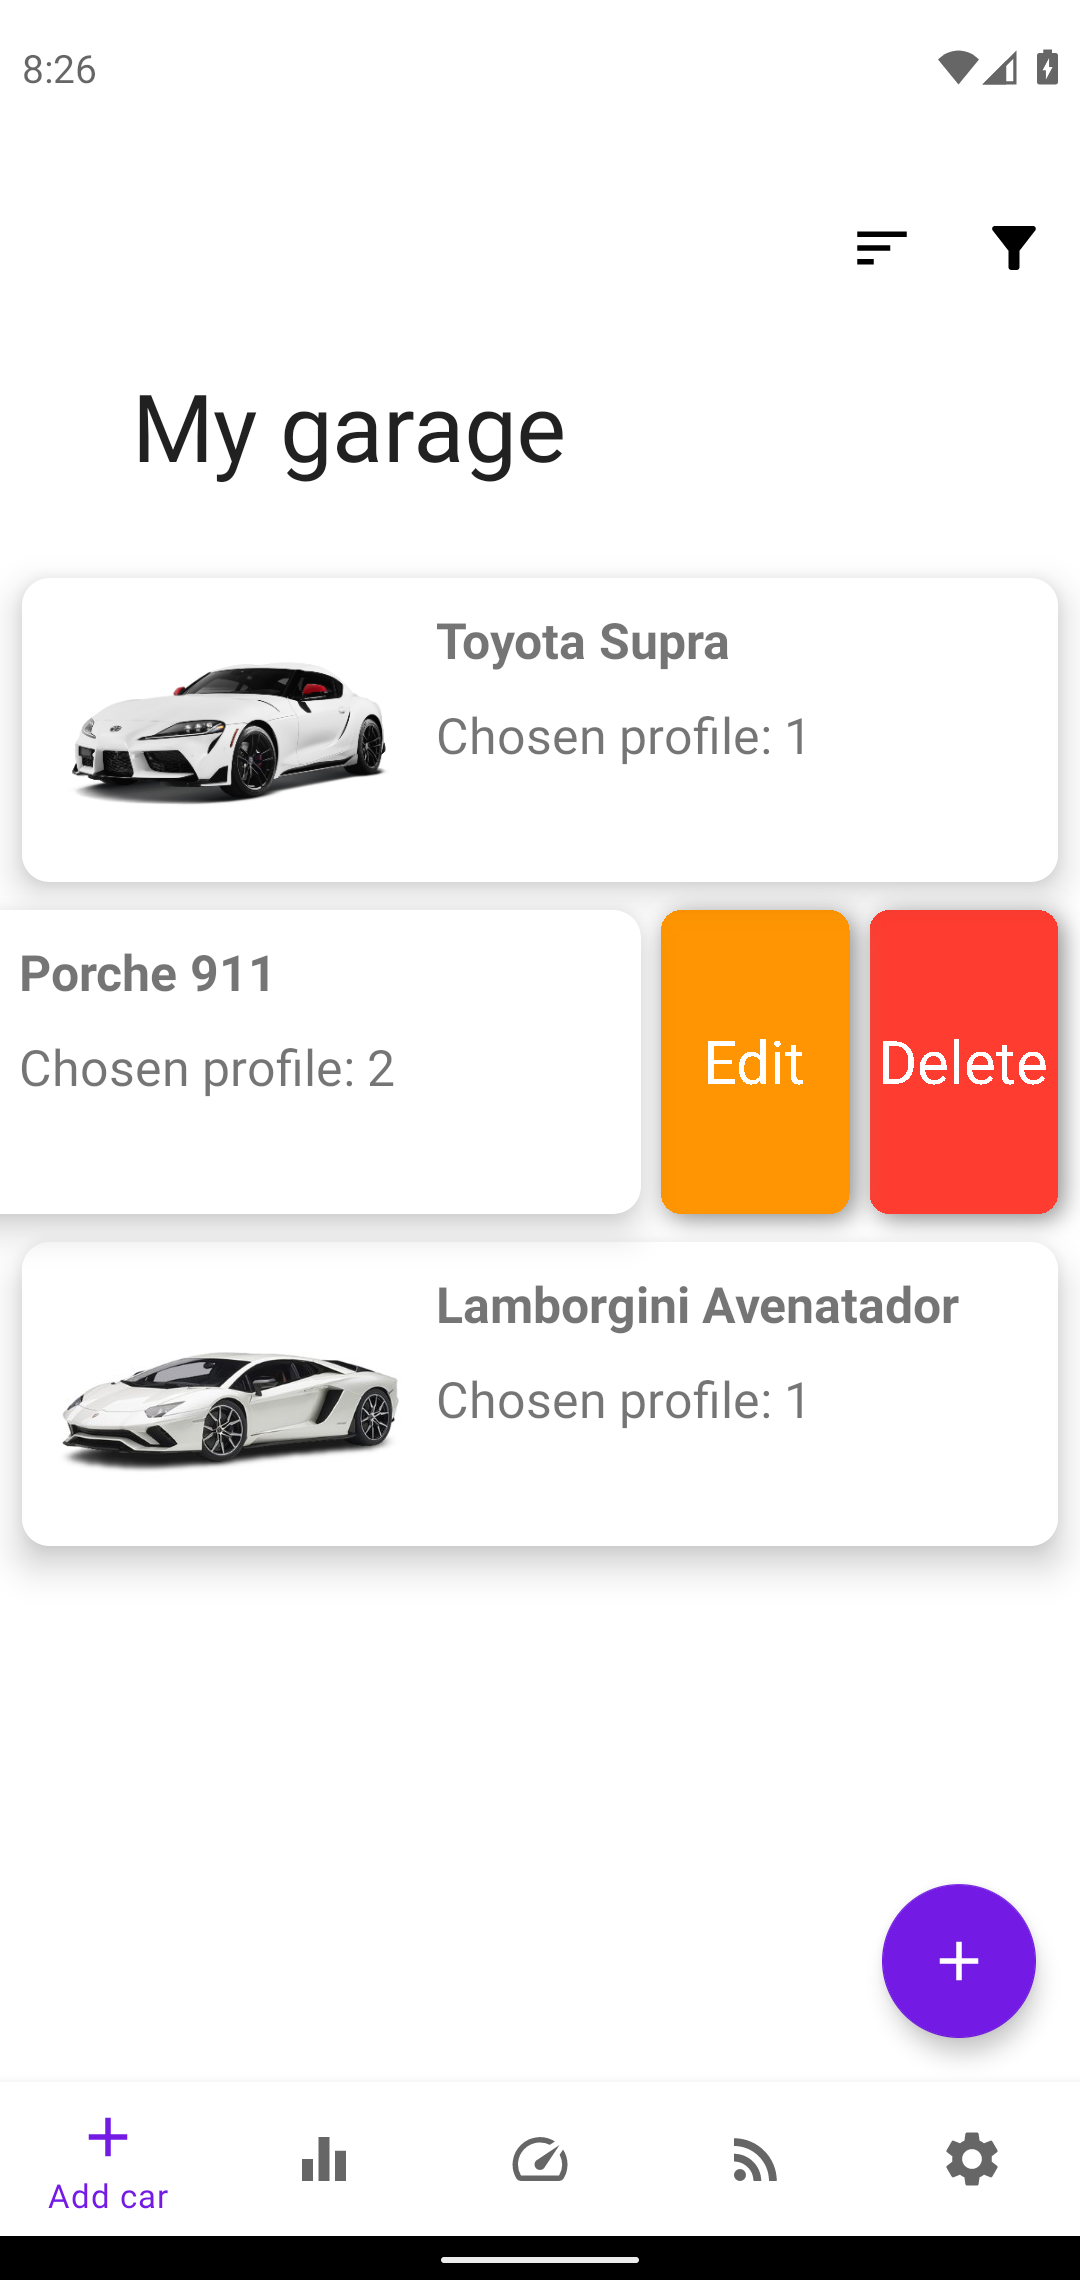 8:26
My garage
Toyota Supra
Chosen profile: 1
Porche 911
Chosen profile: 2
Edit
Delete
Lamborgini Avenatador
Chosen profile: 1
Add car